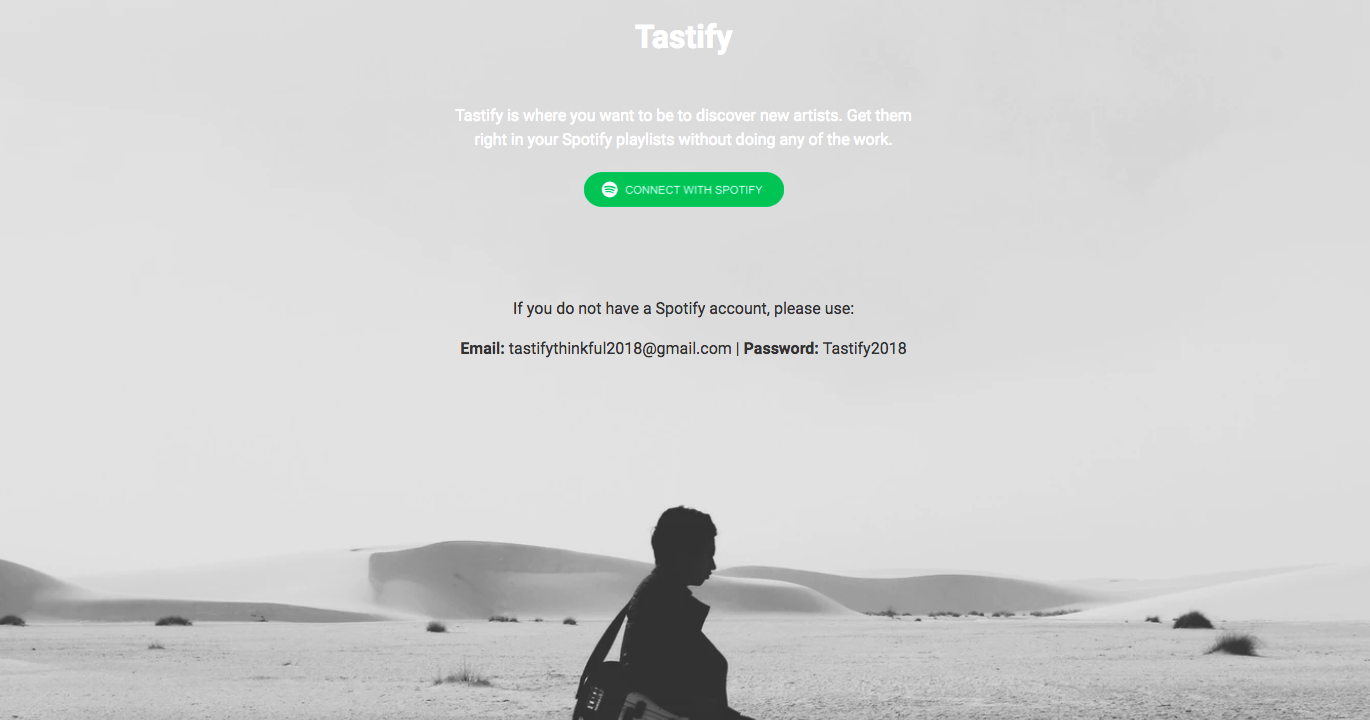 Tastify
Tastify is where you want to be to discover new artists. Get them
right in your Spotify playlists without doing any of the work.
CONNECT WITH SPOTIFY
If you do not have a Spotify account, please use:
Email: tastifythinkful2018@gmail.com | Password: Tastify2018